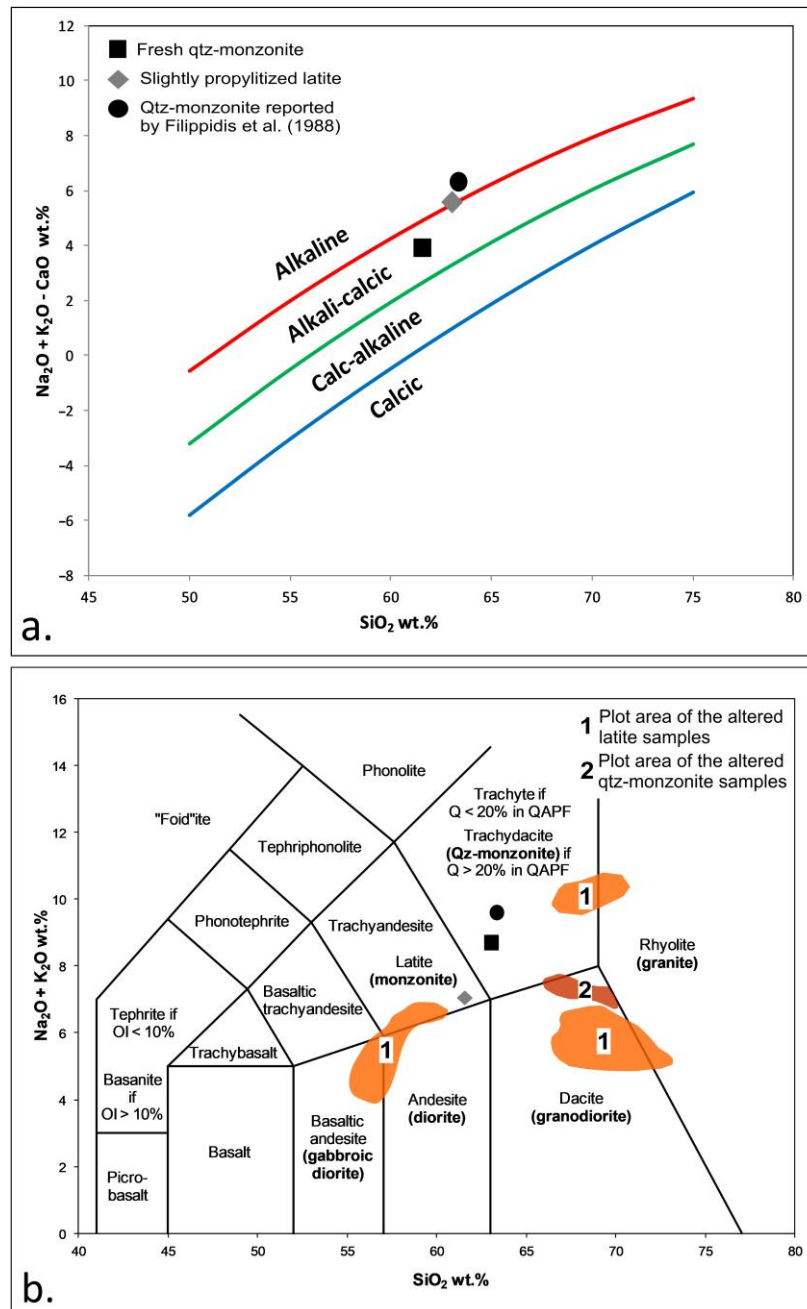 12
10
8
6
4
2
0
−2
−4
−6
−8
Na₂O + K₂O - CaO wt.%
Fresh qtz-monzonite
Slightly propylitized latite
Qtz-monzonite reported
by Filippidis et al. (1988)
Alkaline
Alkali-calcic
Calc-alkaline
Calcic
45
50
55
60
65
70
75
80
SiO₂ wt.%
a.
16
14
12
10
8
6
4
2
0
Na₂O + K₂O wt.%
1 Plot area of the altered
latite samples
2 Plot area of the altered
qtz-monzonite samples
Phonolite
"Foid"ite
Trachyte if
Q < 20% in QAPF
Trachydacite
(Qz-monzonite) if
Q > 20% in QAPF
Tephriphonolite
Phonotephrite
Trachyandesite
Latite
(monzonite)
Rhyolite
(granite)
Basaltic
trachyandesite
Tephrite if
OI < 10%
Trachybasalt
Basanite if
OI > 10%
Andesite
(diorite)
Dacite
(granodiorite)
Basaltic
andesite
(gabbroic
diorite)
Basalt
Picro-
basalt
1
2
1
1
40
45
50
55
60
65
70
75
80
SiO₂ wt.%
b.